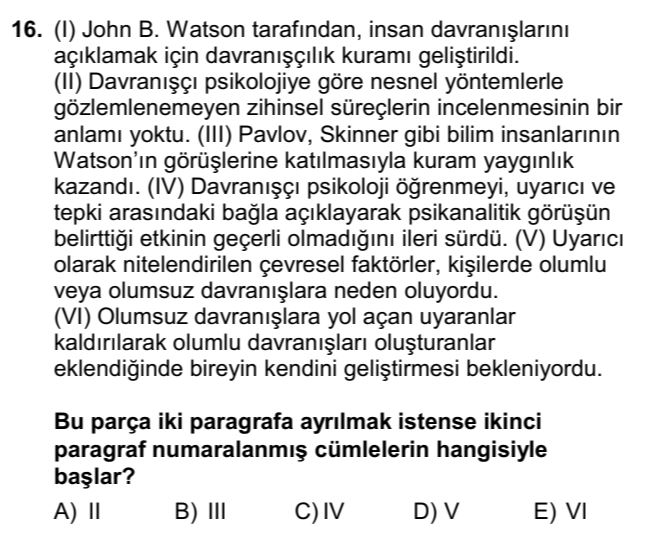 16. (I) John B. Watson tarafından, insan davranışlarını
açıklamak için davranışçılık kuramı geliştirildi.
(II) Davranışçı psikolojiye göre nesnel yöntemlerle
gözlemlenemeyen zihinsel süreçlerin incelenmesinin bir
anlamı yoktu. (III) Pavlov, Skinner gibi bilim insanlarının
Watson'ın görüşlerine katılmasıyla kuram yaygınlık
kazandı. (IV) Davranışçı psikoloji öğrenmeyi, uyarıcı ve
tepki arasındaki bağla açıklayarak psikanalitik görüşün
belirttiği etkinin geçerli olmadığını ileri sürdü. (V) Uyarıcı
olarak nitelendirilen çevresel faktörler, kişilerde olumlu
veya olumsuz davranışlara neden oluyordu.
(VI) Olumsuz davranışlara yol açan uyaranlar
kaldırılarak olumlu davranışları oluşturanlar
eklendiğinde bireyin kendini geliştirmesi bekleniyordu.
Bu parça iki paragrafa ayrılmak istense ikinci
paragraf numaralanmış cümlelerin hangisiyle
başlar?
A) II B) III C) IV D) V E) VI